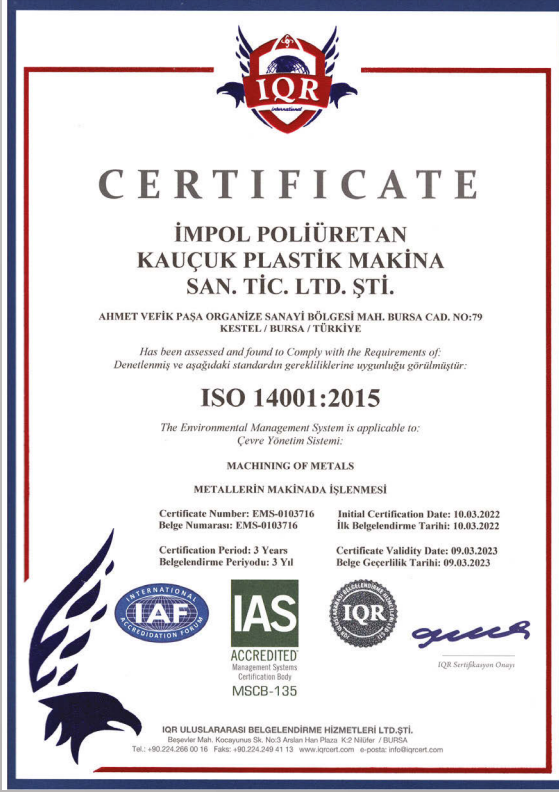 IQR
international
CERTIFICATE
İMPOL POLİÜRETAN
KAUÇUK PLASTİK MAKİNA
SAN. TİC. LTD. ŞTİ.
AHMET VEFİK PAŞA ORGANİZE SANAYİ BÖLGESİ MAH. BURSA CAD. NO:79
KESTEL / BURSA / TÜRKİYE
Has been assessed and found to Comply with the Requirements of:
Denetlenmiş ve aşağıdaki standardın gerekliliklerine uygunluğu görülmüştür:
ISO 14001:2015
The Environmental Management System is applicable to:
Çevre Yönetim Sistemi:
MACHINING OF METALS
METALLERİN MAKİNADA İŞLENMESİ
Certificate Number: EMS-0103716
Belge Numarası: EMS-0103716
Initial Certification Date: 10.03.2022
İlk Belgelendirme Tarihi: 10.03.2022
Certification Period: 3 Years
Belgelendirme Periyodu: 3 Yıl
Certificate Validity Date: 09.03.2023
Belge Geçerlilik Tarihi: 09.03.2023
INTERNATIONAL
IAF
ACCREDIDATION FORUM
IAS
ACCREDITED
Management Systems
Certification Body
MSCB-135
IQR
IQR Sertifikasyon Onayı
IQR ULUSLARARASI BELGELENDİRME HİZMETLERİ LTD.ŞTİ.
Beşevler Mah. Kocayunus Sk. No:3 Arslan Han Plaza K:2 Nilüfer / BURSA
Tel.: +90.224.266 00 16 Faks: +90.224.249 41 13 www.iqrcert.com e-posta: info@iqrcert.com